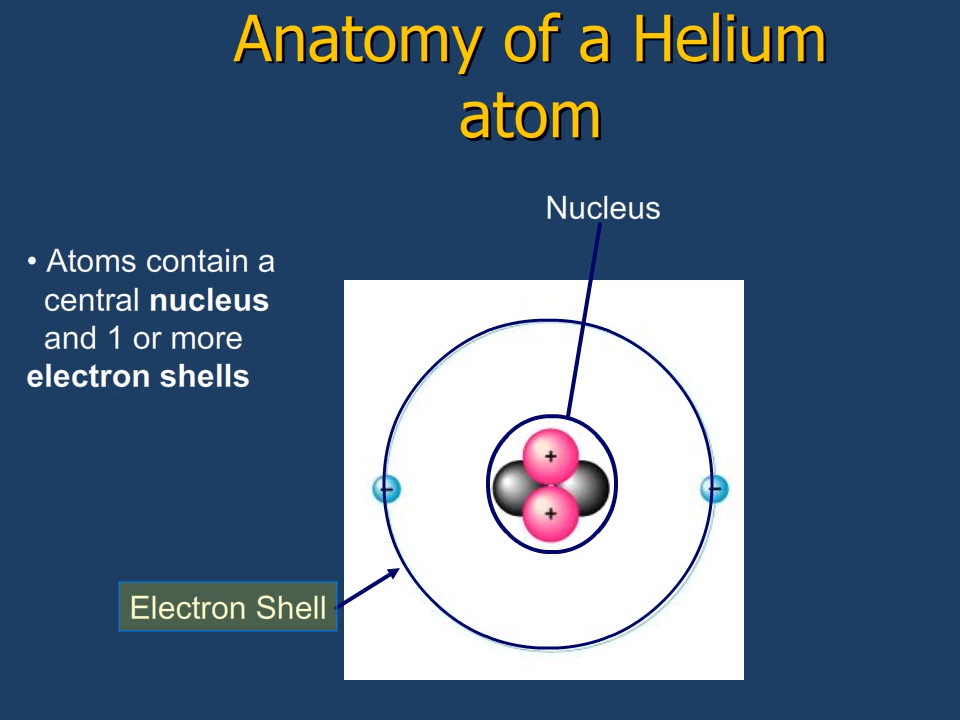 Anatomy of a Helium
atom
Nucleus
• Atoms contain a
central nucleus
and 1 or more
electron shells
+
− −
+
Electron Shell